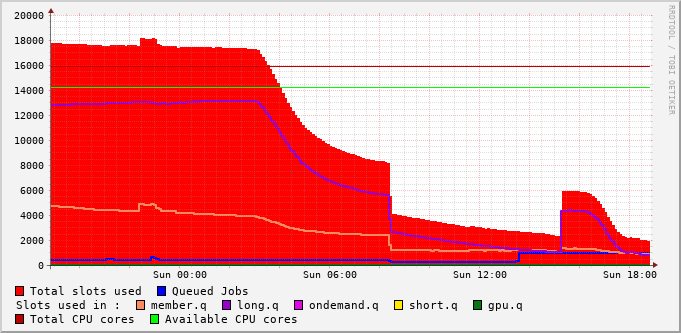 20000
18000
16000
14000
12000
10000
8000
6000
4000
2000
0
Sun 00:00 Sun 06:00 Sun 12:00 Sun 18:00
RRDTOOL / TOBI OETIKER
Total slots used Queued Jobs
Slots used in : member.q long.q ondemand.q short.q gpu.q
Total CPU cores Available CPU cores